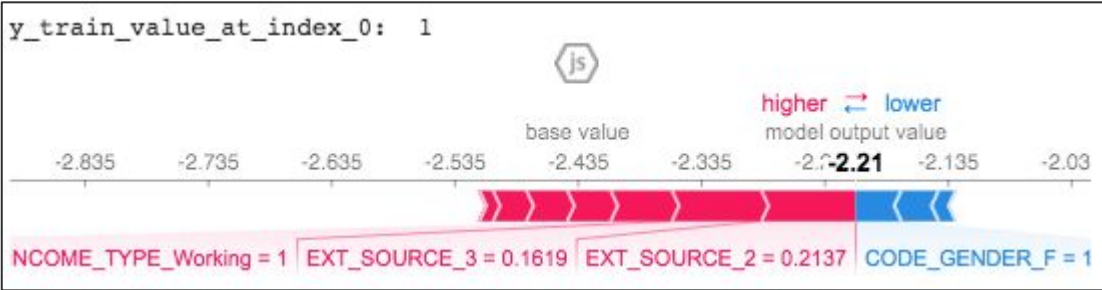 y_train_value_at_index_0: 1
js
higher lower
base value model output value
-2.835 -2.735 -2.635 -2.535 -2.435 -2.335 -2.21 -2.135 -2.03
NCOME_TYPE_Working = 1 EXT_SOURCE_3 = 0.1619 EXT_SOURCE_2 = 0.2137 CODE_GENDER_F = 1